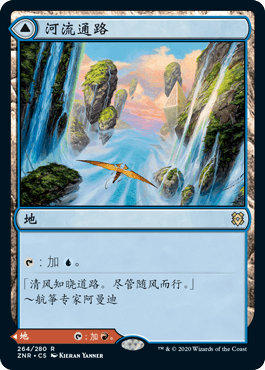 河流通路
地
:加 。
「清风知晓道路。尽管随风而行。」
~航筝专家阿曼迪
地 :加 。
264/280 R
ZNR • CS KIERAN YANNER
™ & © 2020 Wizards of the Coast